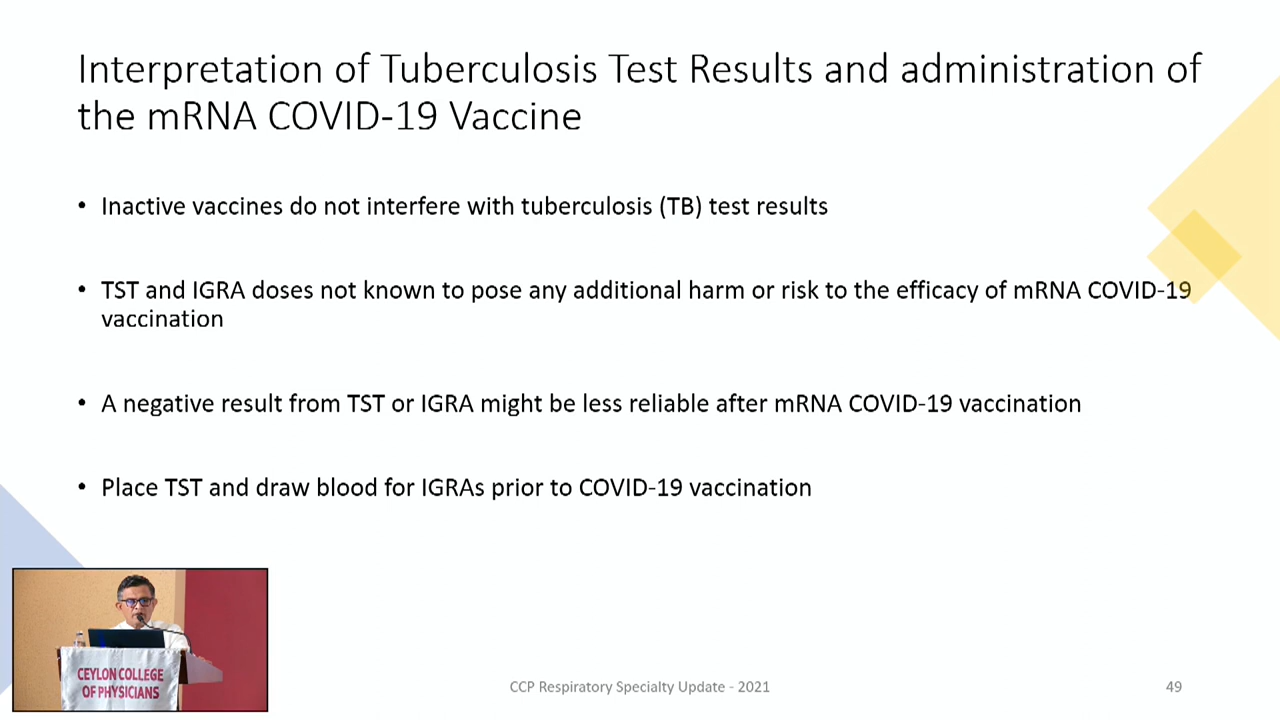 Interpretation of Tuberculosis Test Results and administration of
the mRNA COVID-19 Vaccine
• Inactive vaccines do not interfere with tuberculosis (TB) test results
• TST and IGRA doses not known to pose any additional harm or risk to the efficacy of mRNA COVID-19
vaccination
• A negative result from TST or IGRA might be less reliable after mRNA COVID-19 vaccination
• Place TST and draw blood for IGRAs prior to COVID-19 vaccination
CEYLON COLLEGE
OF PHYSICIANS
CCP Respiratory Specialty Update - 2021
49